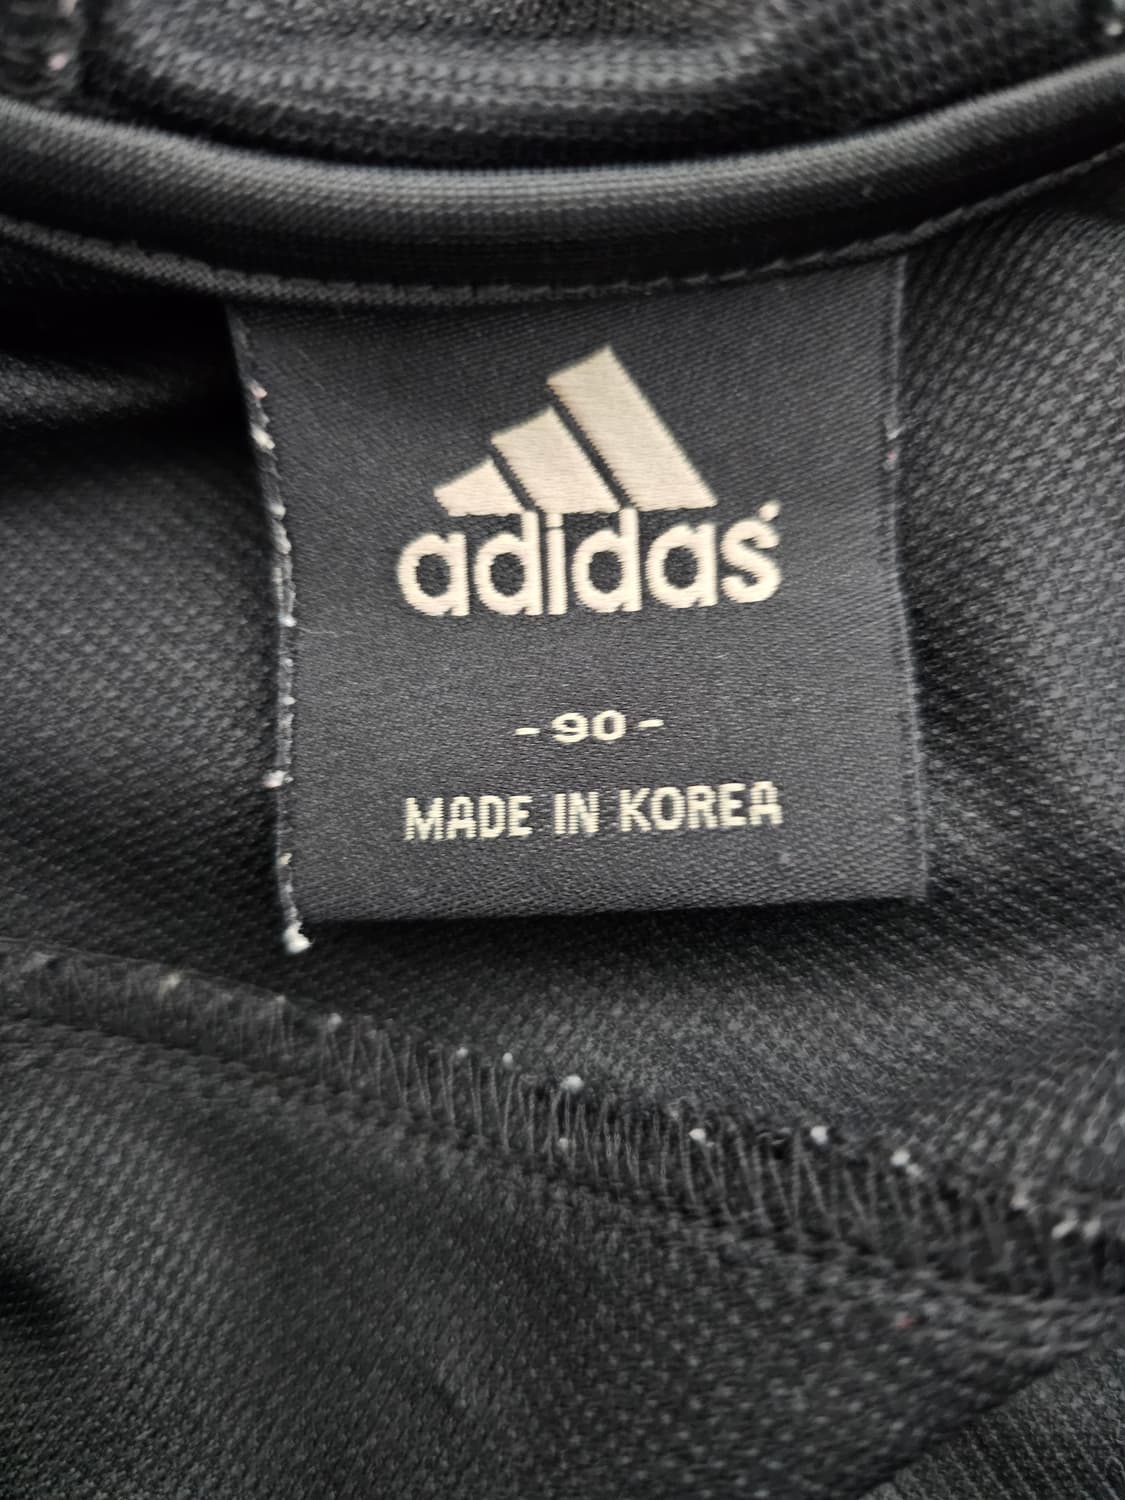 adidas
-90-
MADE IN KOREA